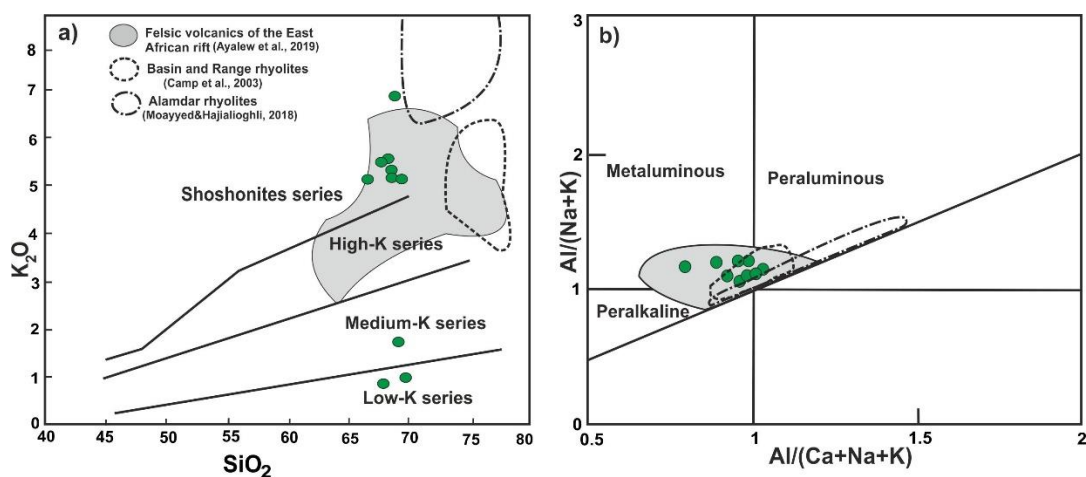 a)
Felsic volcanics of the East
African rift (Ayalew et al., 2019)
Basin and Range rhyolites
(Camp et al., 2003)
Alamdar rhyolites
(Moayyed&Hajialioghli, 2018)
Shoshonites series
High-K series
Medium-K series
Low-K series
K2O
8
7
6
5
4
3
2
1
0
40 45 50 55 60 65 70 75 80
SiO2
b)
Metaluminous
Peraluminous
Peralkaline
Al/(Na+K)
3
2
1
0
0.5 1 1.5 2
Al/(Ca+Na+K)